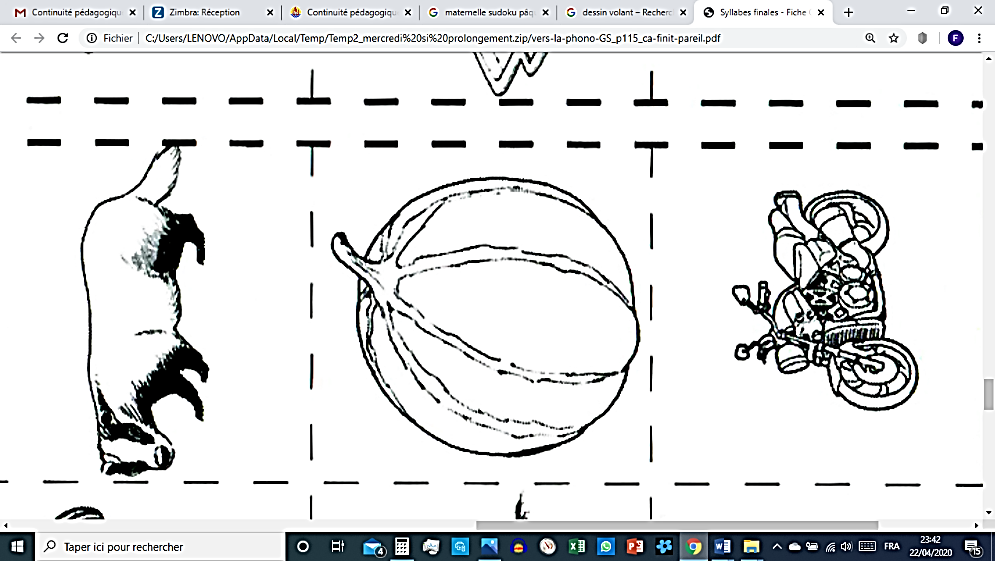 Continuité pédagogiqu
Zimbra: Réception
Continuité pédagogiqu
maternelle sudoku pâq
dessin volant – Recherc
Syllabes finales - Fiche
Fichier
C:/Users/LENOVO/AppData/Local/Temp/Temp2_mercredi%20si%20prolongement.zip/vers-la-phono-GS_p115_ca-finit-pareil.pdf
F
Taper ici pour rechercher
4
FRA
23:42
22/04/2020
15